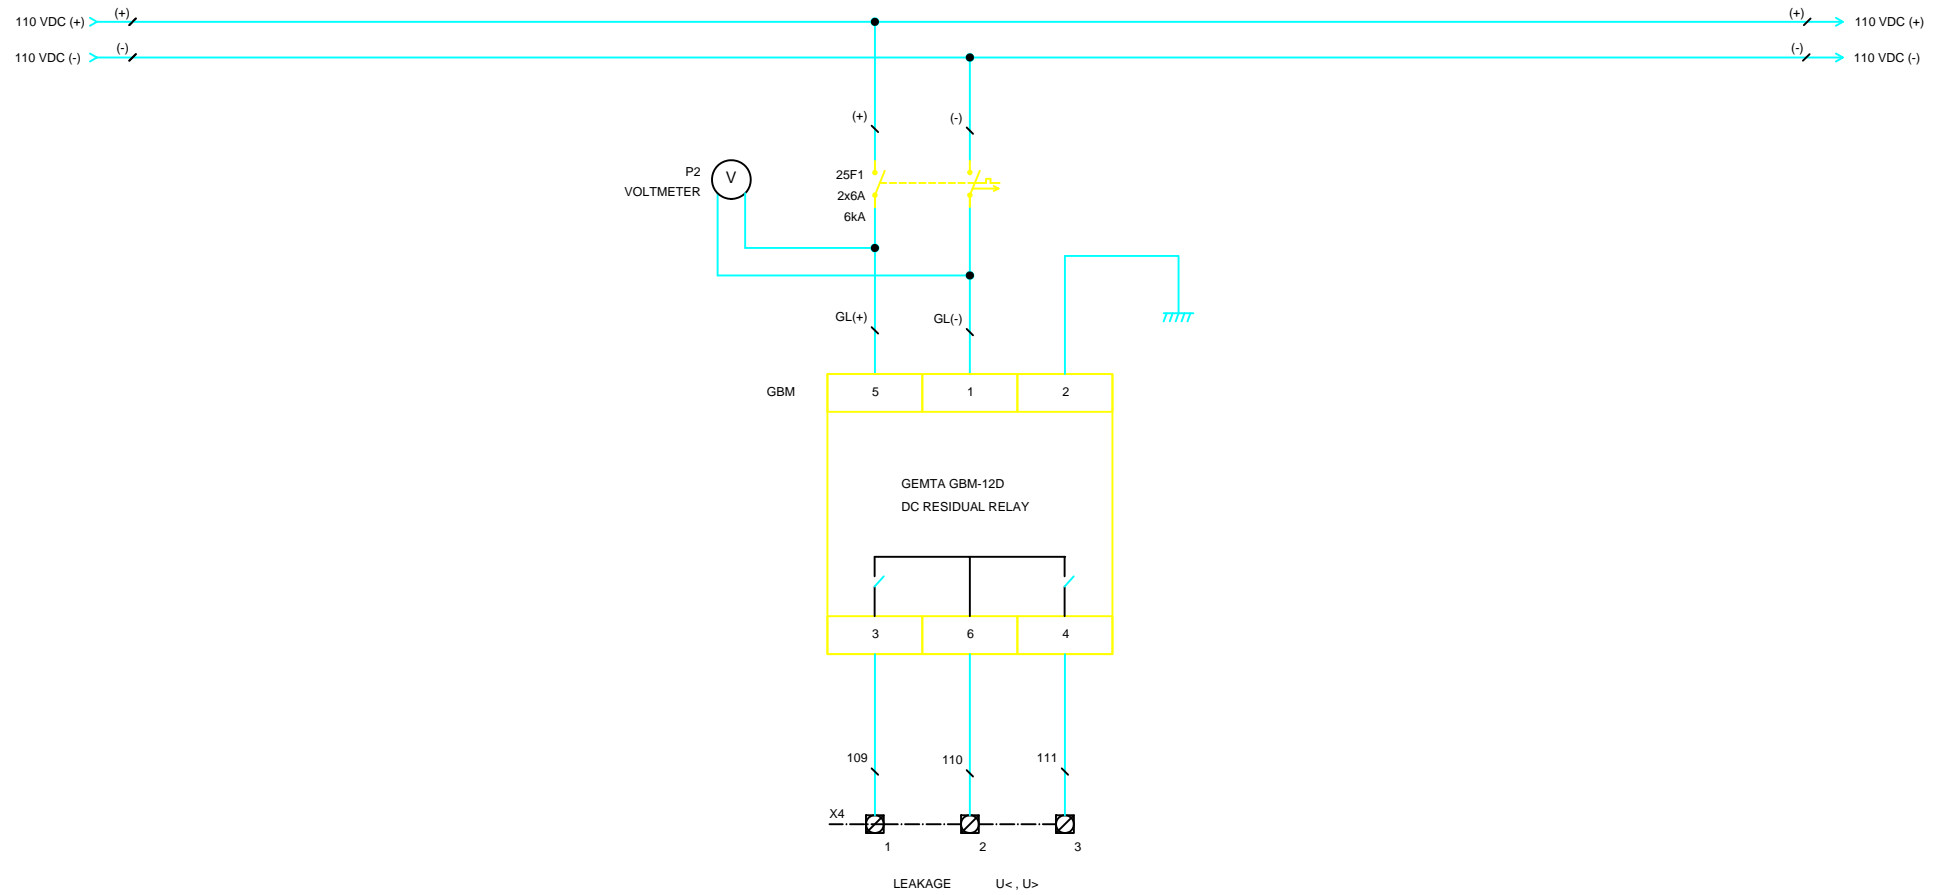 110 VDC (+)
(+)
(+)
110 VDC (+)
110 VDC (-)
(-)
(-)
110 VDC (-)
(+)
(-)
P2
VOLTMETER
V
25F1
2x6A
6kA
GL(+)
GL(-)
GBM
5
1
2
GEMTA GBM-12D
DC RESIDUAL RELAY
3
6
4
109
110
111
X4
1
2
3
LEAKAGE
U< , U>